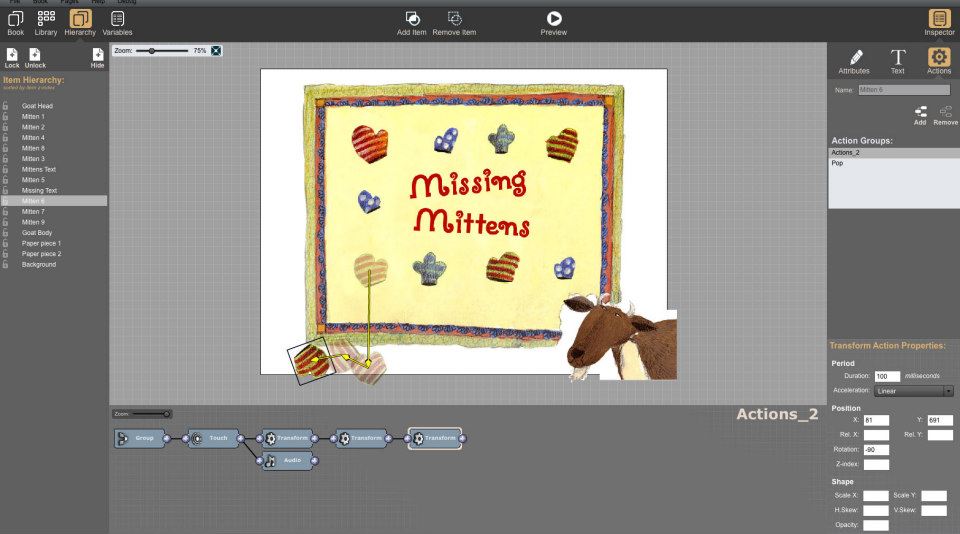 File Book Pages Help Debug
Book Library Hierarchy Variables Add Item Remove Item Preview Inspector
Zoom: 75%
Lock Unlock Hide
Item Hierarchy:
sorted by item z-index
Goat Head
Mitten 1
Mitten 2
Mitten 4
Mitten 8
Mitten 3
Mittens Text
Mitten 5
Missing Text
Mitten 6
Mitten 7
Mitten 9
Goat Body
Paper piece 1
Paper piece 2
Background
Missing
Mittens
Attributes Text Actions
Name: Mitten 6
Add Remove
Action Groups:
Actions_2
Pop
Zoom:
Actions_2
Group Touch Transform Transform Transform
Audio
Transform Action Properties:
Period
Duration: 100 milliseconds
Acceleration: Linear
Position
X: 81 Y: 691
Rel. X: Rel. Y:
Rotation: -90
Z-index:
Shape
Scale X: Scale Y:
H.Skew: V.Skew:
Opacity: